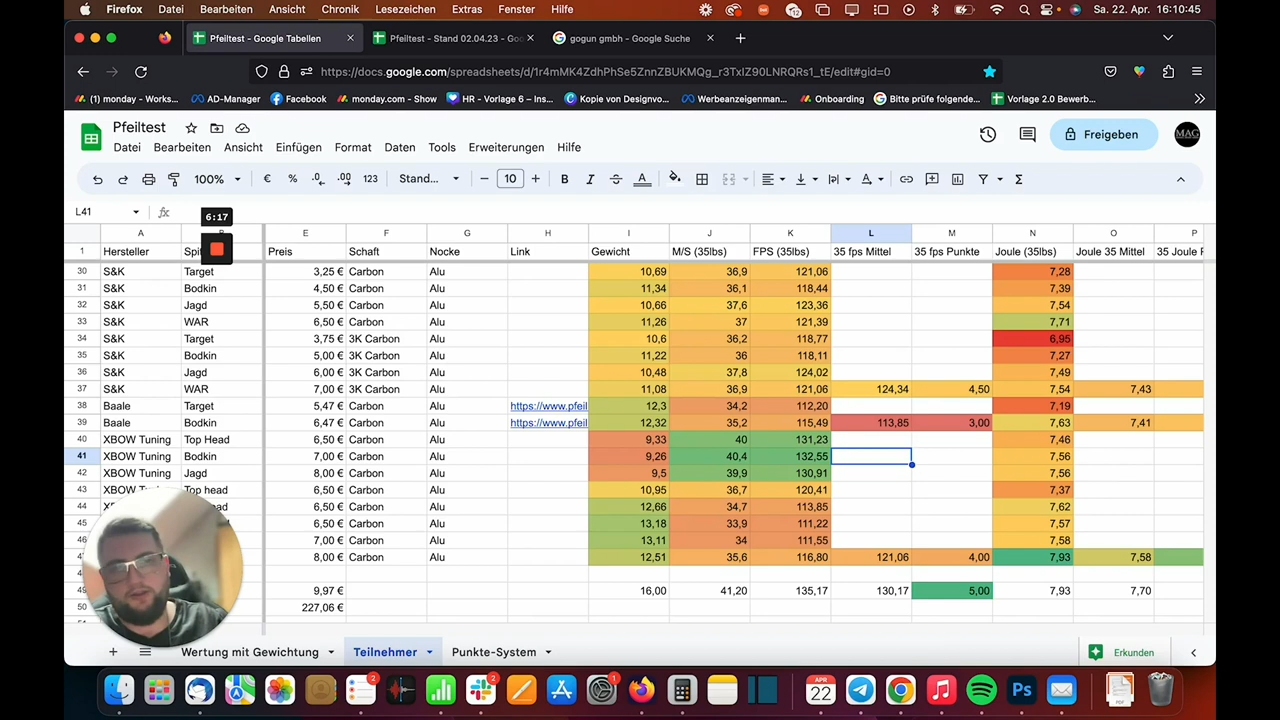 Firefox Datei Bearbeiten Ansicht Chronik Lesezeichen Extras Fenster Hilfe Sa. 22. Apr. 16:10:45
Pfeiltest - Google Tabellen Pfeiltest - Stand 02.04.23 - Goo gogun gmbh - Google Suche
https://docs.google.com/spreadsheets/d/1r4mMK4ZdhPhSe5ZnnZBUKMQg_r3TxIZ90LNRQRs1_tE/edit#gid=0
(1) monday - Works... AD-Manager Facebook monday.com - Show HR - Vorlage 6 – Ins... Kopie von Designvo... Werbeanzeigenman... Onboarding Bitte prüfe folgende... Vorlage 2.0 Bewerb...
Pfeiltest
Datei Bearbeiten Ansicht Einfügen Format Daten Tools Erweiterungen Hilfe
Freigeben
MAG
100% € % .0 .00 123 Stand... 10 B I S A
L41 fx
6:17
A E F G H I J K L M N O P
1 Hersteller Preis Schaft Nocke Link Gewicht M/S (35lbs) FPS (35lbs) 35 fps Mittel 35 fps Punkte Joule (35lbs) Joule 35 Mittel 35 Joule P
30 S&K Target 3,25 € Carbon Alu 10,69 36,9 121,06 7,28
31 S&K Bodkin 4,50 € Carbon Alu 11,34 36,1 118,44 7,39
32 S&K Jagd 5,50 € Carbon Alu 10,66 37,6 123,36 7,54
33 S&K WAR 6,50 € Carbon Alu 11,26 37 121,39 7,71
34 S&K Target 3,75 € 3K Carbon Alu 10,6 36,2 118,77 6,95
35 S&K Bodkin 5,00 € 3K Carbon Alu 11,22 36 118,11 7,27
36 S&K Jagd 6,00 € 3K Carbon Alu 10,48 37,8 124,02 7,49
37 S&K WAR 7,00 € 3K Carbon Alu 11,08 36,9 121,06 124,34 4,50 7,54 7,43
38 Baale Target 5,47 € Carbon Alu https://www.pfeil 12,3 34,2 112,20 7,19
39 Baale Bodkin 6,47 € Carbon Alu https://www.pfeil 12,32 35,2 115,49 113,85 3,00 7,63 7,41
40 XBOW Tuning Top Head 6,50 € Carbon Alu 9,33 40 131,23 7,46
41 XBOW Tuning Bodkin 7,00 € Carbon Alu 9,26 40,4 132,55 7,56
42 XBOW Tuning Jagd 8,00 € Carbon Alu 9,5 39,9 130,91 7,56
43 Top head 6,50 € Carbon Alu 10,95 36,7 120,41 7,37
44 6,50 € Carbon Alu 12,66 34,7 113,85 7,62
45 6,50 € Carbon Alu 13,18 33,9 111,22 7,57
7,00 € Carbon Alu 13,11 34 111,55 7,58
8,00 € Carbon Alu 12,51 35,6 116,80 121,06 4,00 7,93 7,58
49 9,97 € 16,00 41,20 135,17 130,17 5,00 7,93 7,70
50 227,06 €
Wertung mit Gewichtung Teilnehmer Punkte-System Erkunden
2 1 2 APR 22 Ps